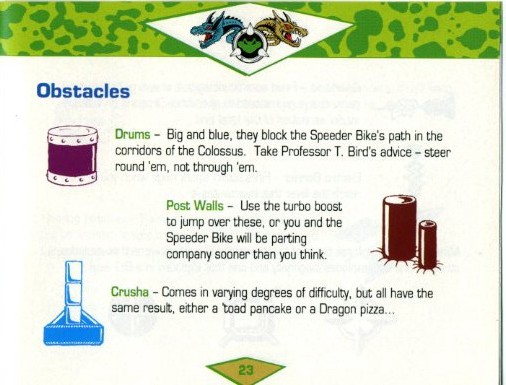 Obstacles
Drums – Big and blue, they block the Speeder Bike's path in the
corridors of the Colossus. Take Professor T. Bird's advice – steer
round 'em, not through 'em.
Post Walls – Use the turbo boost
to jump over these, or you and the
Speeder Bike will be parting
company sooner than you think.
Crusha – Comes in varying degrees of difficulty, but all have the
same result, either a 'toad pancake or a Dragon pizza...
23